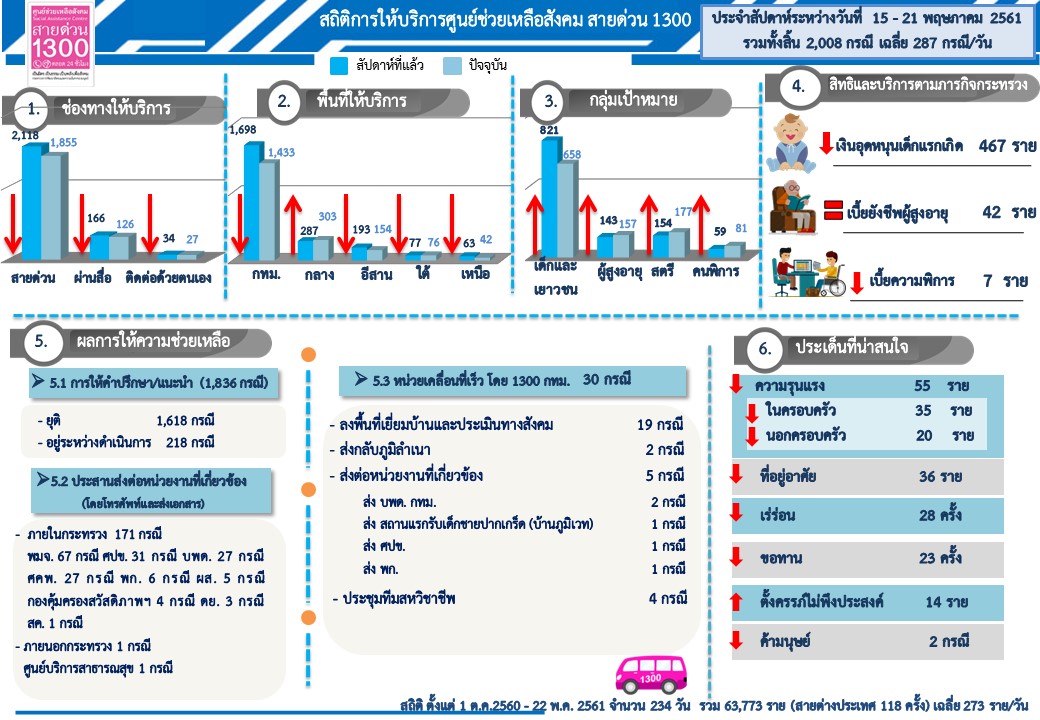 ศูนย์ช่วยเหลือสังคม
Social Assistance Center
สายด่วน
1300
ตลอด 24 ชั่วโมง
สถิติการให้บริการศูนย์ช่วยเหลือสังคม สายด่วน 1300
ประจำสัปดาห์ระหว่างวันที่ 15 - 21 พฤษภาคม 2561
รวมทั้งสิ้น 2,008 กรณี เฉลี่ย 287 กรณี/วัน
สัปดาห์ที่แล้ว ปัจจุบัน
1. ช่องทางให้บริการ
2,118 1,855
166 126
34 27
สายด่วน ผ่านสื่อ ติดต่อด้วยตนเอง
2. พื้นที่ให้บริการ
1,698 1,433
287 303
193 154
77 76
63 42
กทม. กลาง อีสาน ใต้ เหนือ
3. กลุ่มเป้าหมาย
821 658
143 157
154 177
59 81
เด็กและ ผู้สูงอายุ สตรี คนพิการ
เยาวชน
4. สิทธิและบริการตามภารกิจกระทรวง
เงินอุดหนุนเด็กแรกเกิด 467 ราย
เบี้ยยังชีพผู้สูงอายุ 42 ราย
เบี้ยความพิการ 7 ราย
5. ผลการให้ความช่วยเหลือ
5.1 การให้คำปรึกษา/แนะนำ (1,836 กรณี)
- ยุติ 1,618 กรณี
- อยู่ระหว่างดำเนินการ 218 กรณี
5.2 ประสานส่งต่อหน่วยงานที่เกี่ยวข้อง
(โดยโทรศัพท์และส่งเอกสาร)
- ภายในกระทรวง 171 กรณี
พมจ. 67 กรณี ศปข. 31 กรณี บพด. 27 กรณี
ศคพ. 27 กรณี พก. 6 กรณี ผส. 5 กรณี
กองคุ้มครองสวัสดิภาพฯ 4 กรณี ดย. 3 กรณี
สค. 1 กรณี
- ภายนอกกระทรวง 1 กรณี
ศูนย์บริการสาธารณสุข 1 กรณี
5.3 หน่วยเคลื่อนที่เร็ว โดย 1300 กทม. 30 กรณี
- ลงพื้นที่เยี่ยมบ้านและประเมินทางสังคม 19 กรณี
- ส่งกลับภูมิลำเนา 2 กรณี
- ส่งต่อหน่วยงานที่เกี่ยวข้อง 5 กรณี
ส่ง บพด. กทม. 2 กรณี
ส่ง สถานแรกรับเด็กชายปากเกร็ด (บ้านภูมิเวท) 1 กรณี
ส่ง ศปข. 1 กรณี
ส่ง พก. 1 กรณี
- ประชุมทีมสหวิชาชีพ 4 กรณี
1300
6. ประเด็นที่น่าสนใจ
ความรุนแรง 55 ราย
ในครอบครัว 35 ราย
นอกครอบครัว 20 ราย
ที่อยู่อาศัย 36 ราย
เร่ร่อน 28 ครั้ง
ขอทาน 23 ครั้ง
ตั้งครรภ์ไม่พึงประสงค์ 14 ราย
ค้ามนุษย์ 2 กรณี
สถิติ ตั้งแต่ 1 ต.ค.2560 - 22 พ.ค. 2561 จำนวน 234 วัน รวม 63,773 ราย (สายต่างประเทศ 118 ครั้ง) เฉลี่ย 273 ราย/วัน